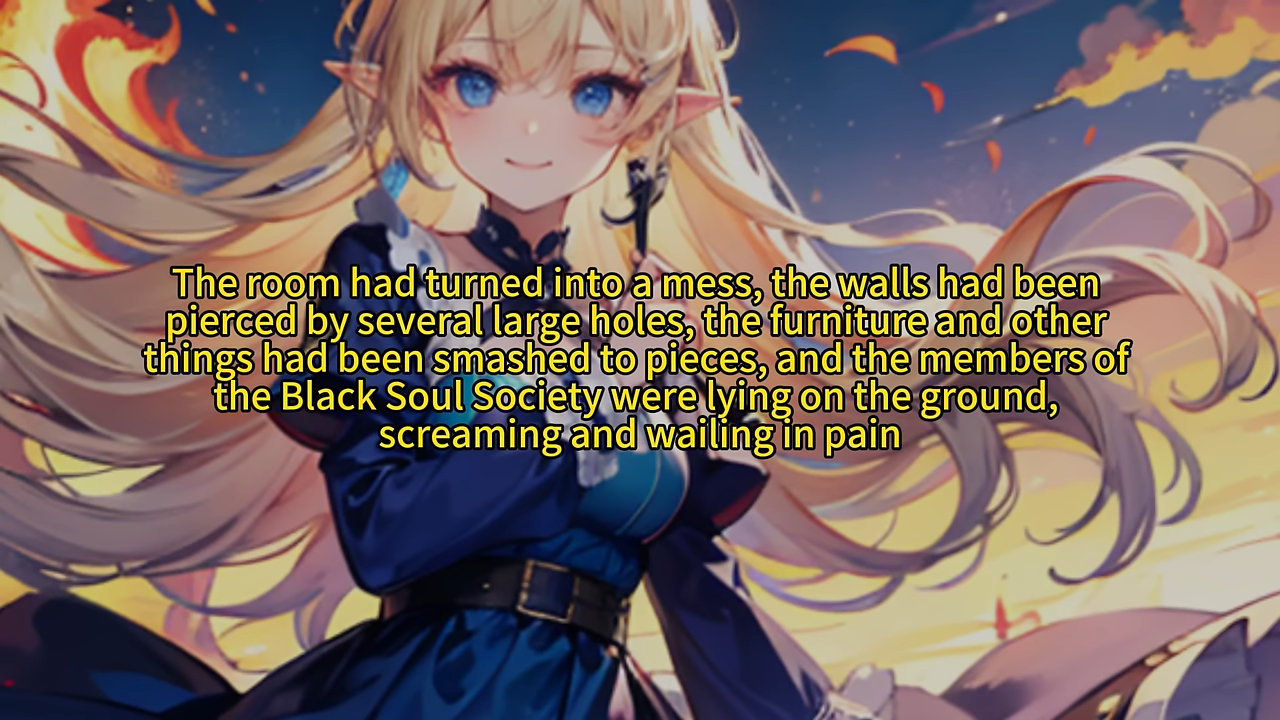 The room had turned into a mess, the walls had been
pierced by several large holes, the furniture and other
things had been smashed to pieces, and the members of
the Black Soul Society were lying on the ground,
screaming and wailing in pain